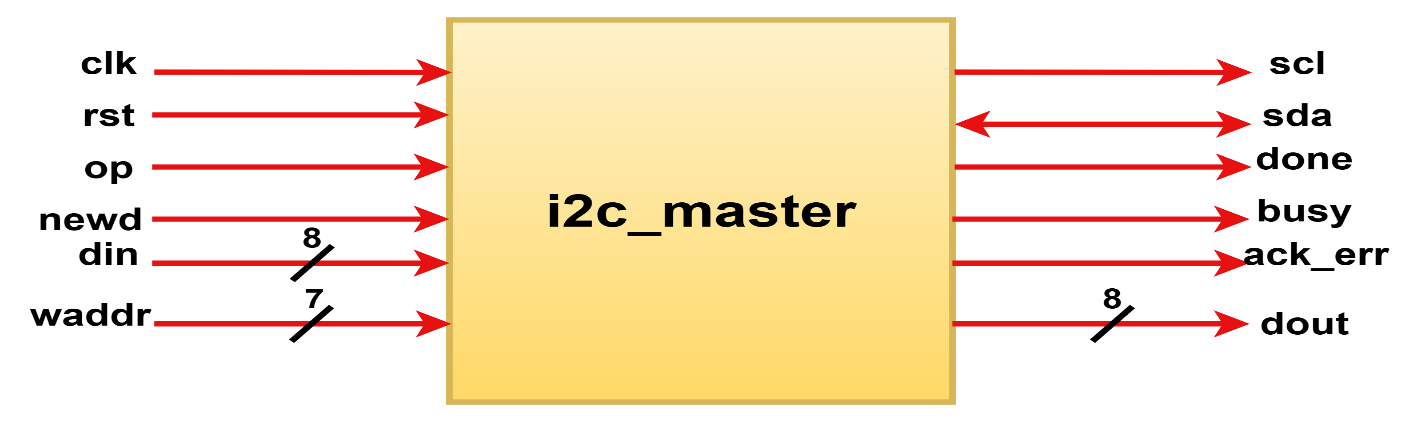 clk
rst
op
newd
din
8
waddr
7
i2c_master
scl
sda
done
busy
ack_err
8
dout